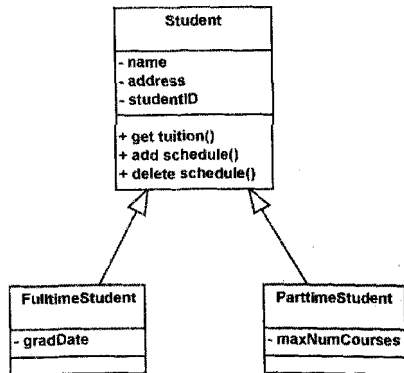 Student
- name
- address
- studentID
+ get tuition()
+ add schedule()
+ delete schedule()
FulltimeStudent
- gradDate
ParttimeStudent
- maxNumCourses